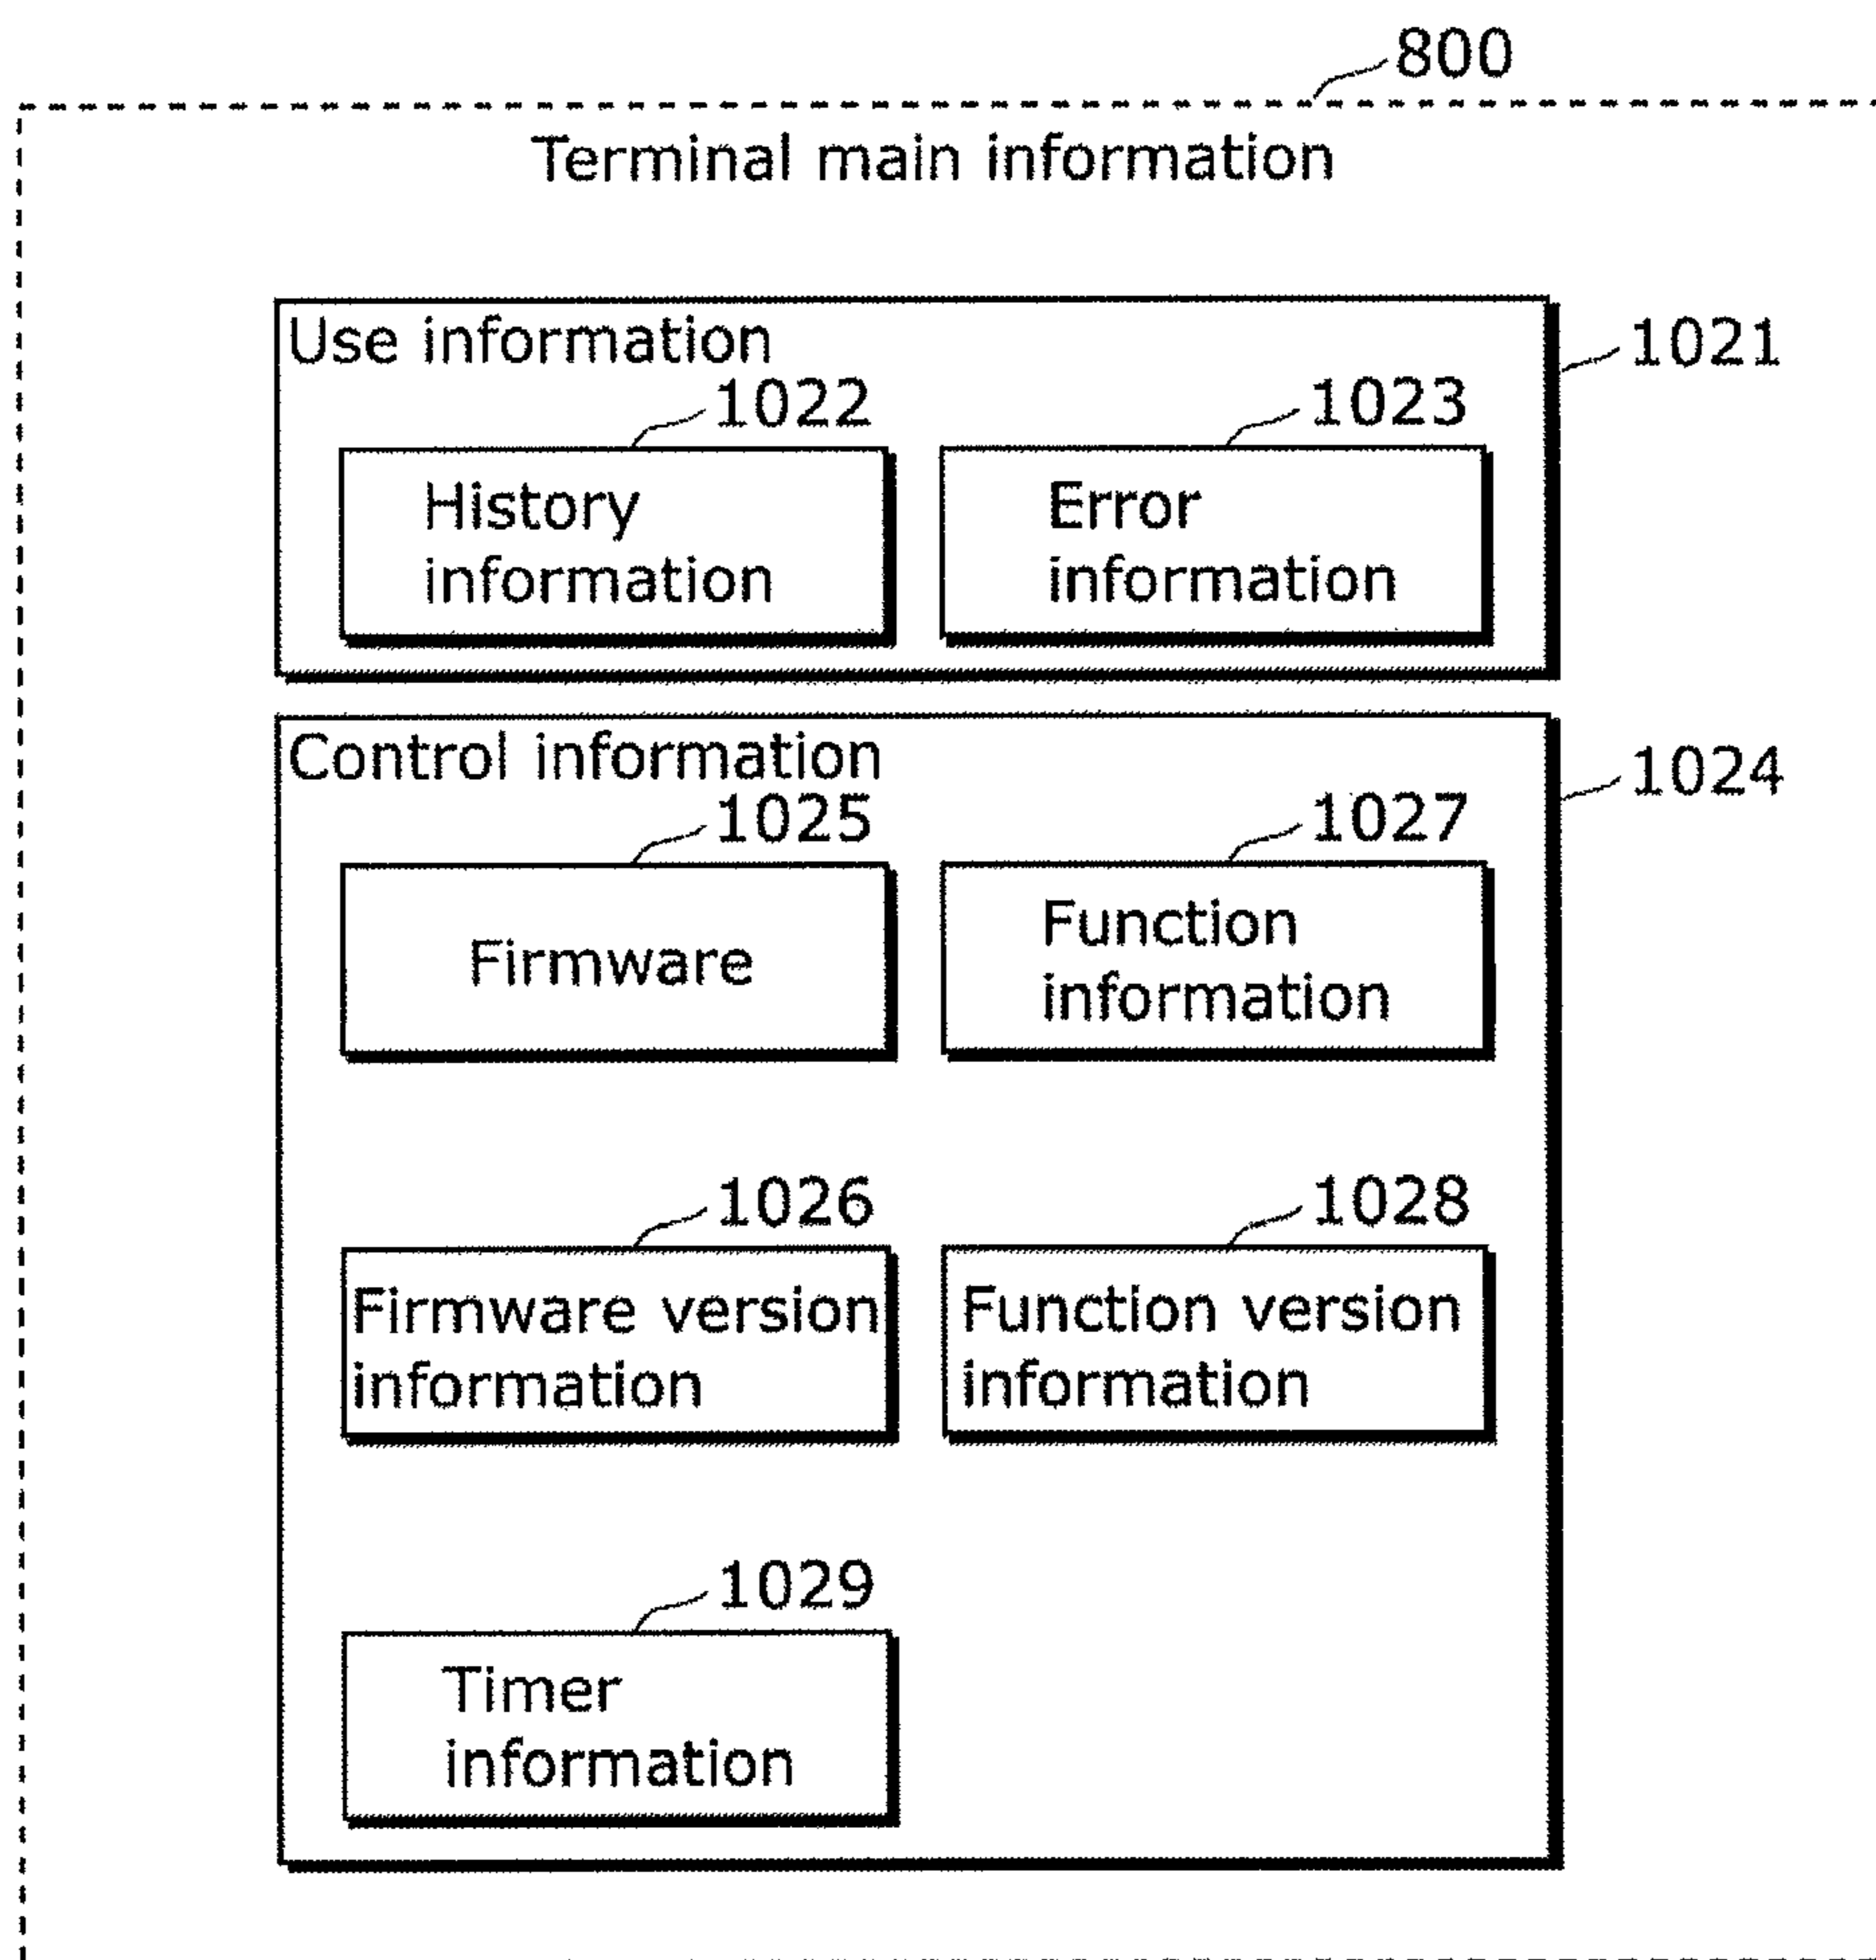 800
Terminal main information
Use information
1021
1022
1023
History
information
Error
information
Control information
1024
1025
1027
Firmware
Function
information
1026
1028
Firmware version
information
Function version
information
1029
Timer
information